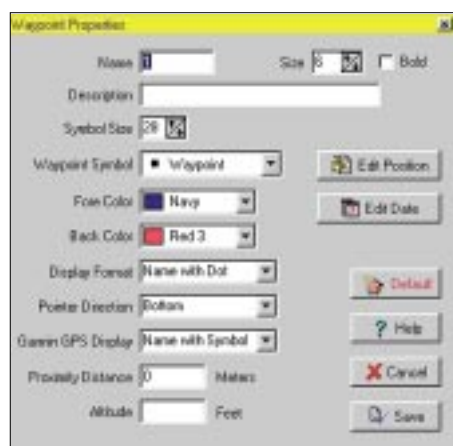 Waypoint Properties
Name 1 Size 6 Bold
Description
Symbol Size 20
Waypoint Symbol Waypoint Edit Position
Fore Color Navy Edit Date
Back Color Red 3
Display Format Name with Dot Default
Pointer Direction Bottom
Garmin GPS Display Name with Symbol ? Help
Proximity Distance 0 Meters Cancel
Altitude Feet Save